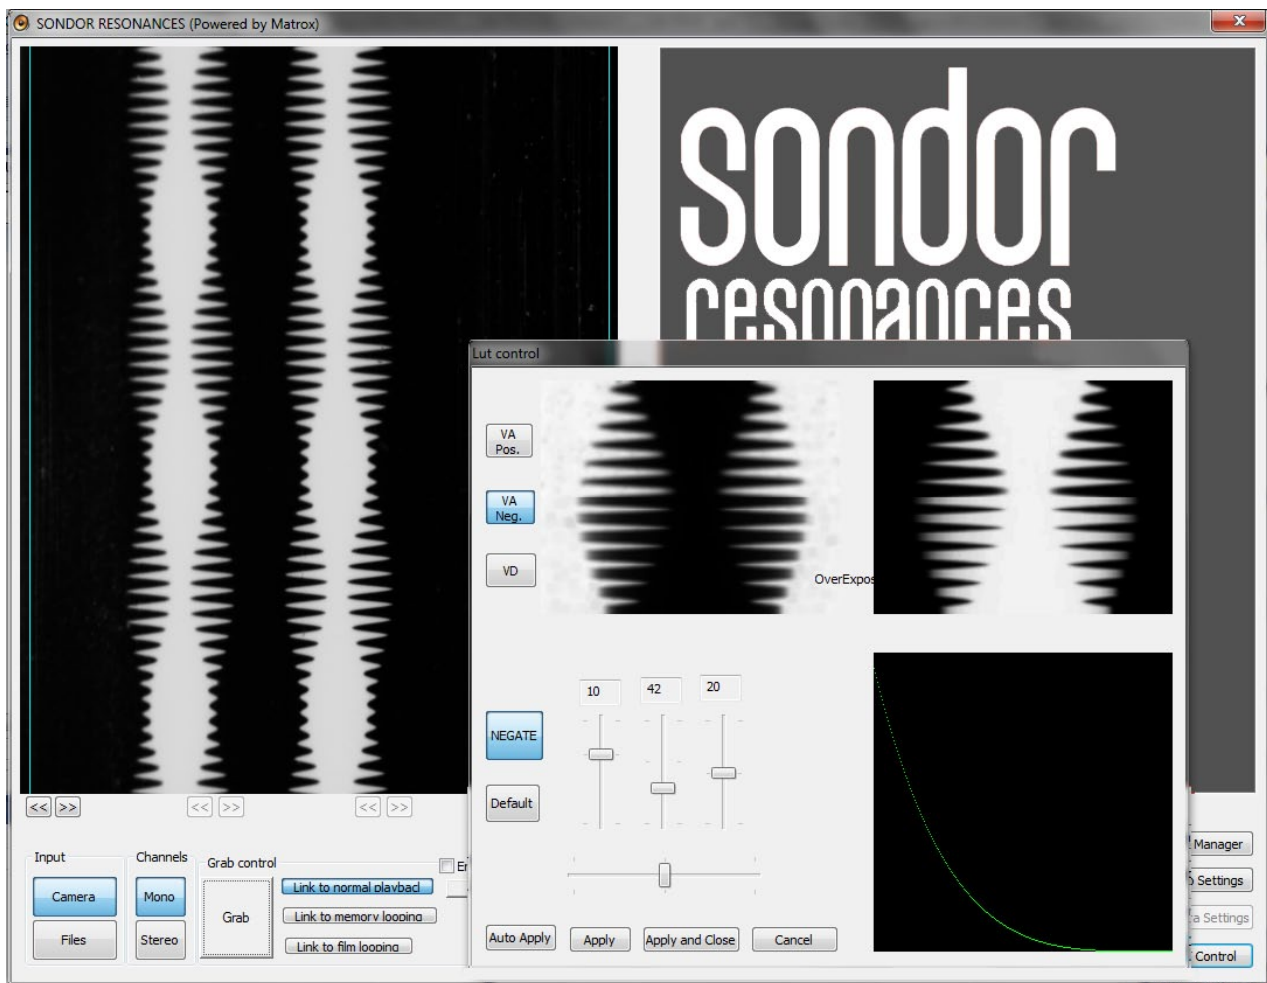 SONDOR RESONANCES (Powered by Matrox)
x
sondor
resonances
Lut control
VA
Pos.
VA
Neg.
VD
OverExpos
10
42
20
NEGATE
Default
Auto Apply
Apply
Apply and Close
Cancel
<< >>
<< >>
<< >>
Input
Camera
Files
Channels
Mono
Stereo
Grab control
Grab
Link to normal playbacl
Link to memory looping
Link to film looping
Manager
Settings
ra Settings
Control